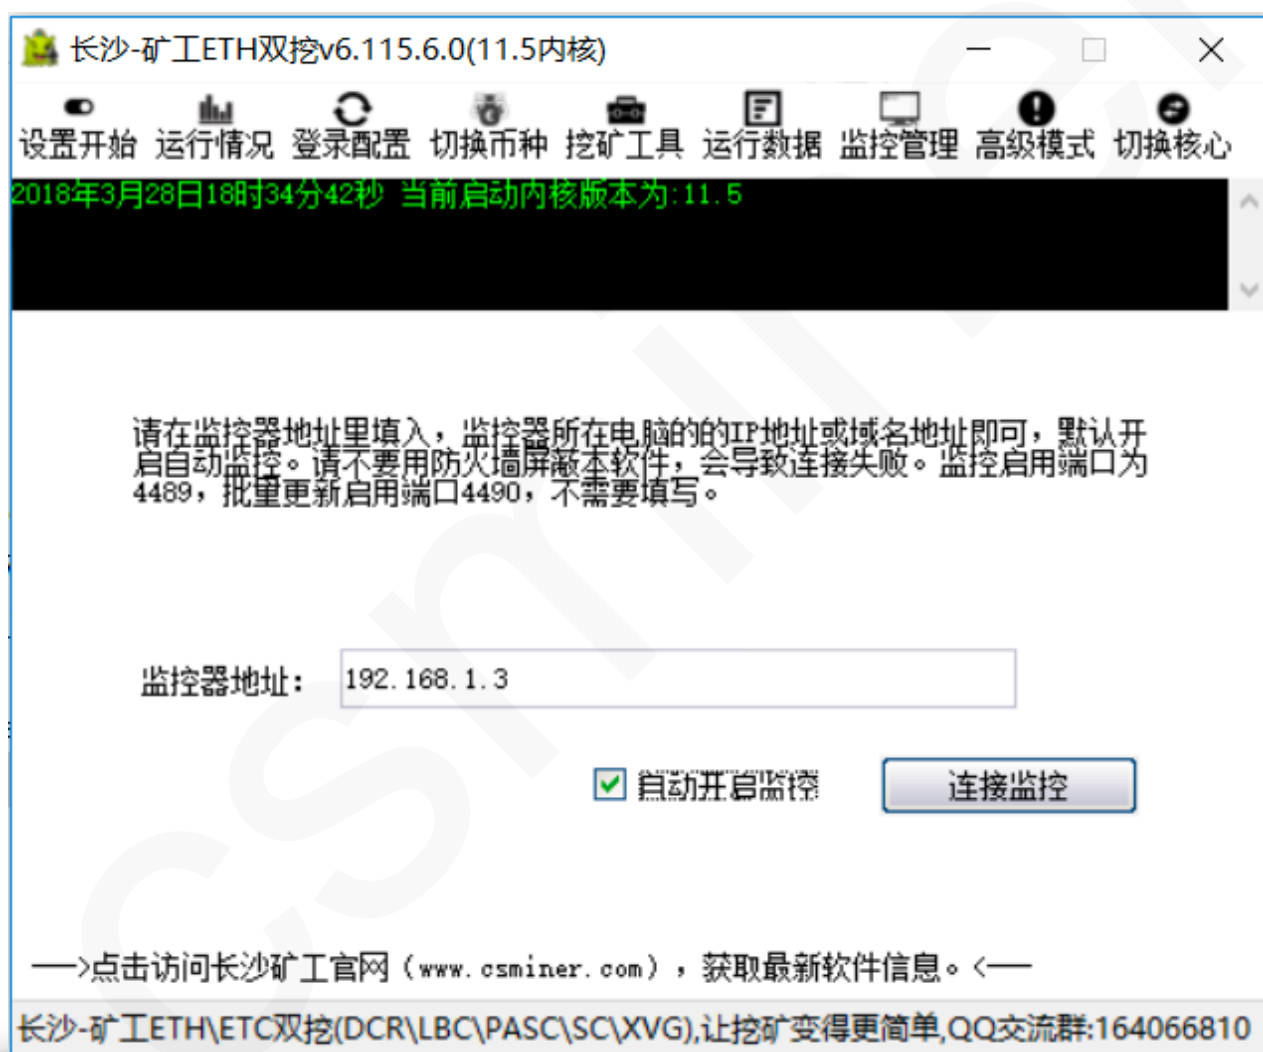 长沙-矿工ETH双挖v6.115.6.0(11.5内核)
设置开始 运行情况 登录配置 切换币种 挖矿工具 运行数据 监控管理 高级模式 切换核心
2018年3月28日18时34分42秒 当前启动内核版本为:11.5
请在监控器地址里填入，监控器所在电脑的的IP地址或域名地址即可，默认开
启自动监控。请不要用防火墙屏蔽本软件，会导致连接失败。监控启用端口为
4489，批量更新启用端口4490，不需要填写。
监控器地址： 192.168.1.3
自动开启监控 连接监控
——>点击访问长沙矿工官网（www.csminer.com），获取最新软件信息。<——
长沙-矿工ETH\ETC双挖(DCR\LBC\PASC\SC\XVG),让挖矿变得更简单,QQ交流群:164066810
csminer